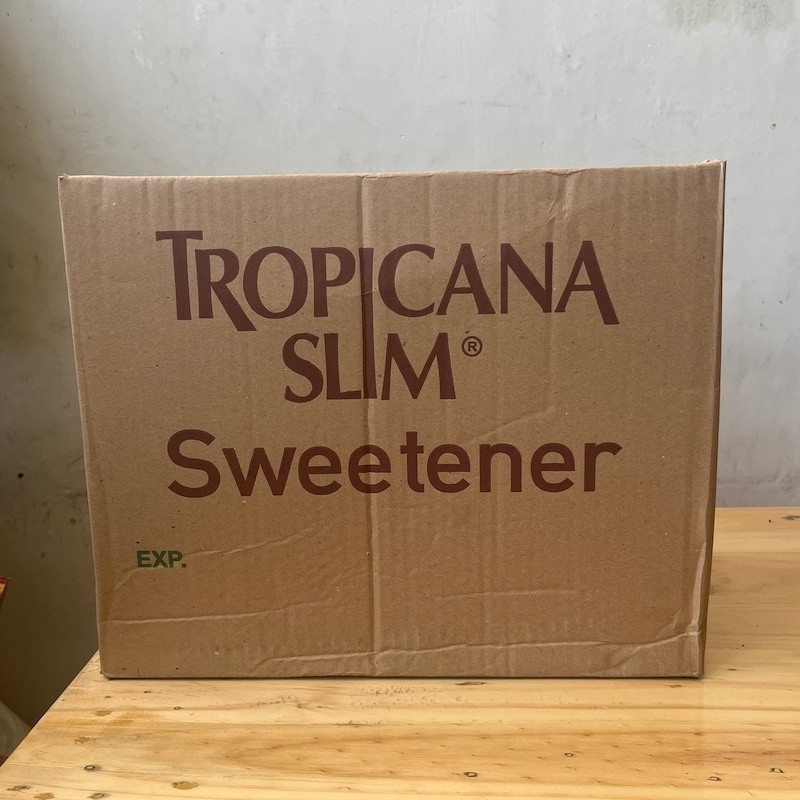 TROPICANA
SLIM®
Sweetener
EXP.